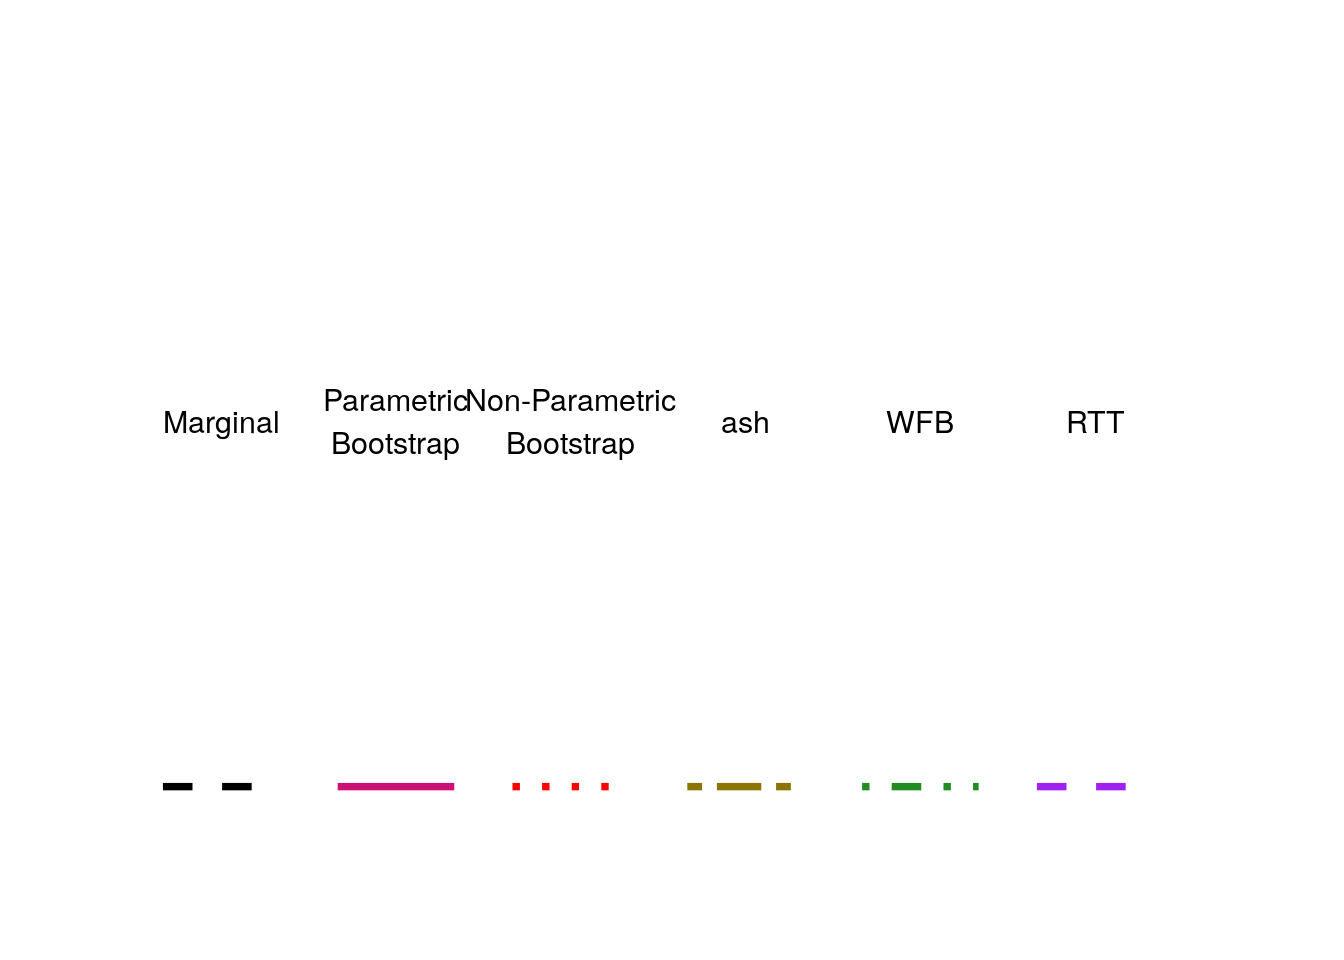 Marginal
Parametric
Bootstrap
Non-Parametric
Bootstrap
ash
WFB
RTT